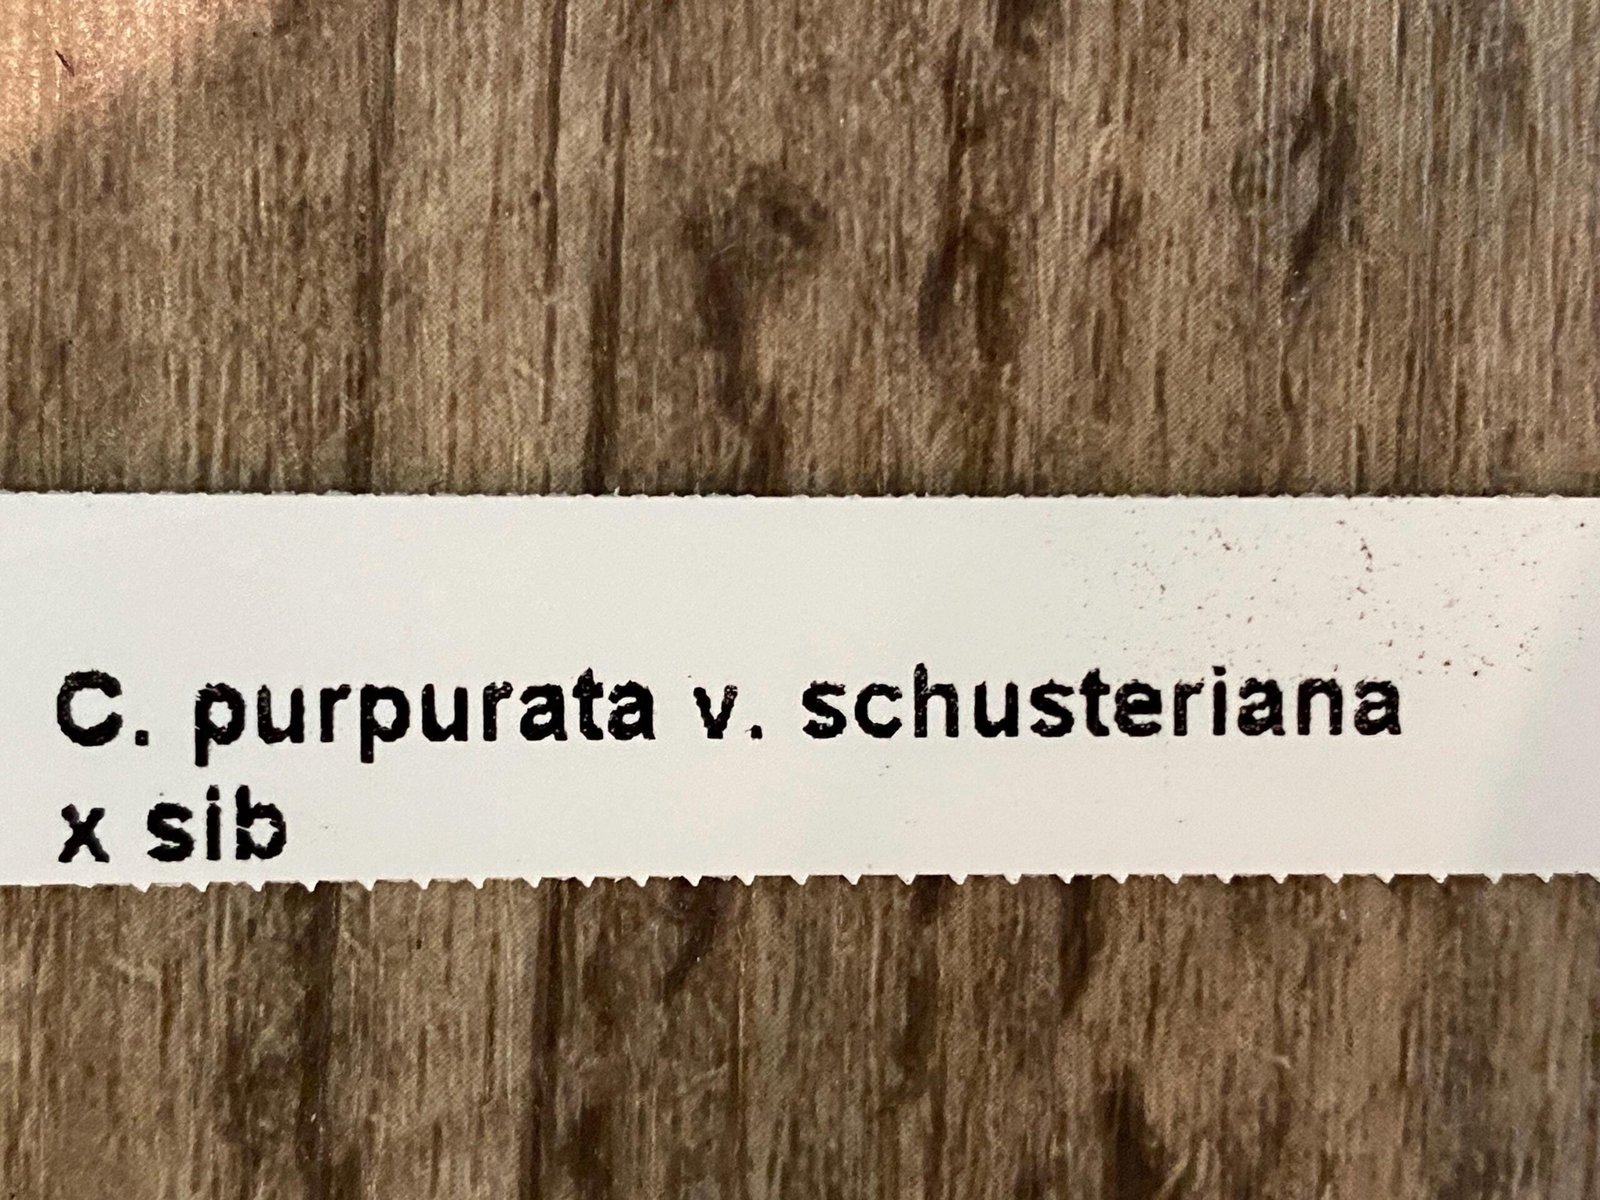 C. purpurata v. schusteriana
x sib